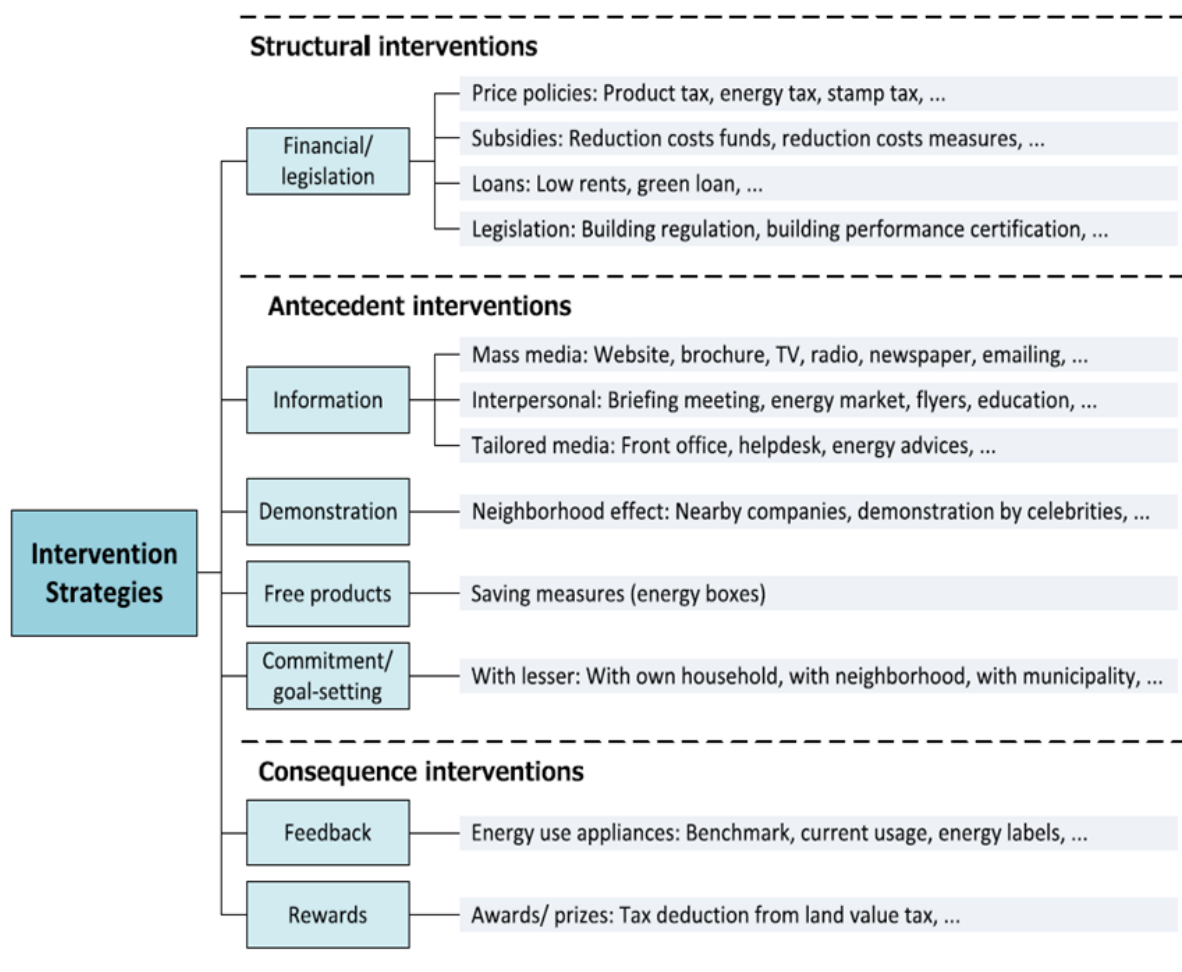 Structural interventions
Financial/
legislation
Price policies: Product tax, energy tax, stamp tax, ...
Subsidies: Reduction costs funds, reduction costs measures, ...
Loans: Low rents, green loan, ...
Legislation: Building regulation, building performance certification, ...
Antecedent interventions
Information
Mass media: Website, brochure, TV, radio, newspaper, emailing, ...
Interpersonal: Briefing meeting, energy market, flyers, education, ...
Tailored media: Front office, helpdesk, energy advices, ...
Demonstration
Neighborhood effect: Nearby companies, demonstration by celebrities, ...
Intervention
Strategies
Free products
Saving measures (energy boxes)
Commitment/
goal-setting
With lesser: With own household, with neighborhood, with municipality, ...
Consequence interventions
Feedback
Energy use appliances: Benchmark, current usage, energy labels, ...
Rewards
Awards/ prizes: Tax deduction from land value tax, ...